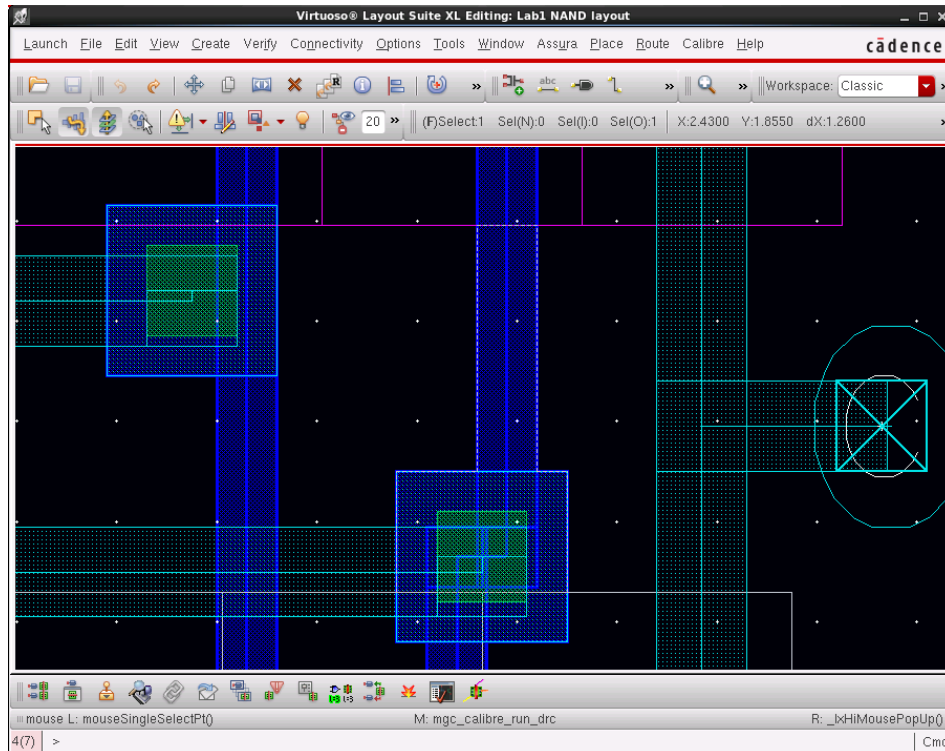 Virtuoso® Layout Suite XL Editing: Lab1 NAND layout
Launch File Edit View Create Verify Connectivity Options Tools Window Assura Place Route Calibre Help cādence
R abc » » » Workspace: Classic »
20 » (F)Select:1 Sel(N):0 Sel(I):0 Sel(O):1 X:2.4300 Y:1.8550 dX:1.2600 »
mouse L: mouseSingleSelectPt() M: mgc_calibre_run_drc R: _lxHiMousePopUp()
4(7) > Cmd